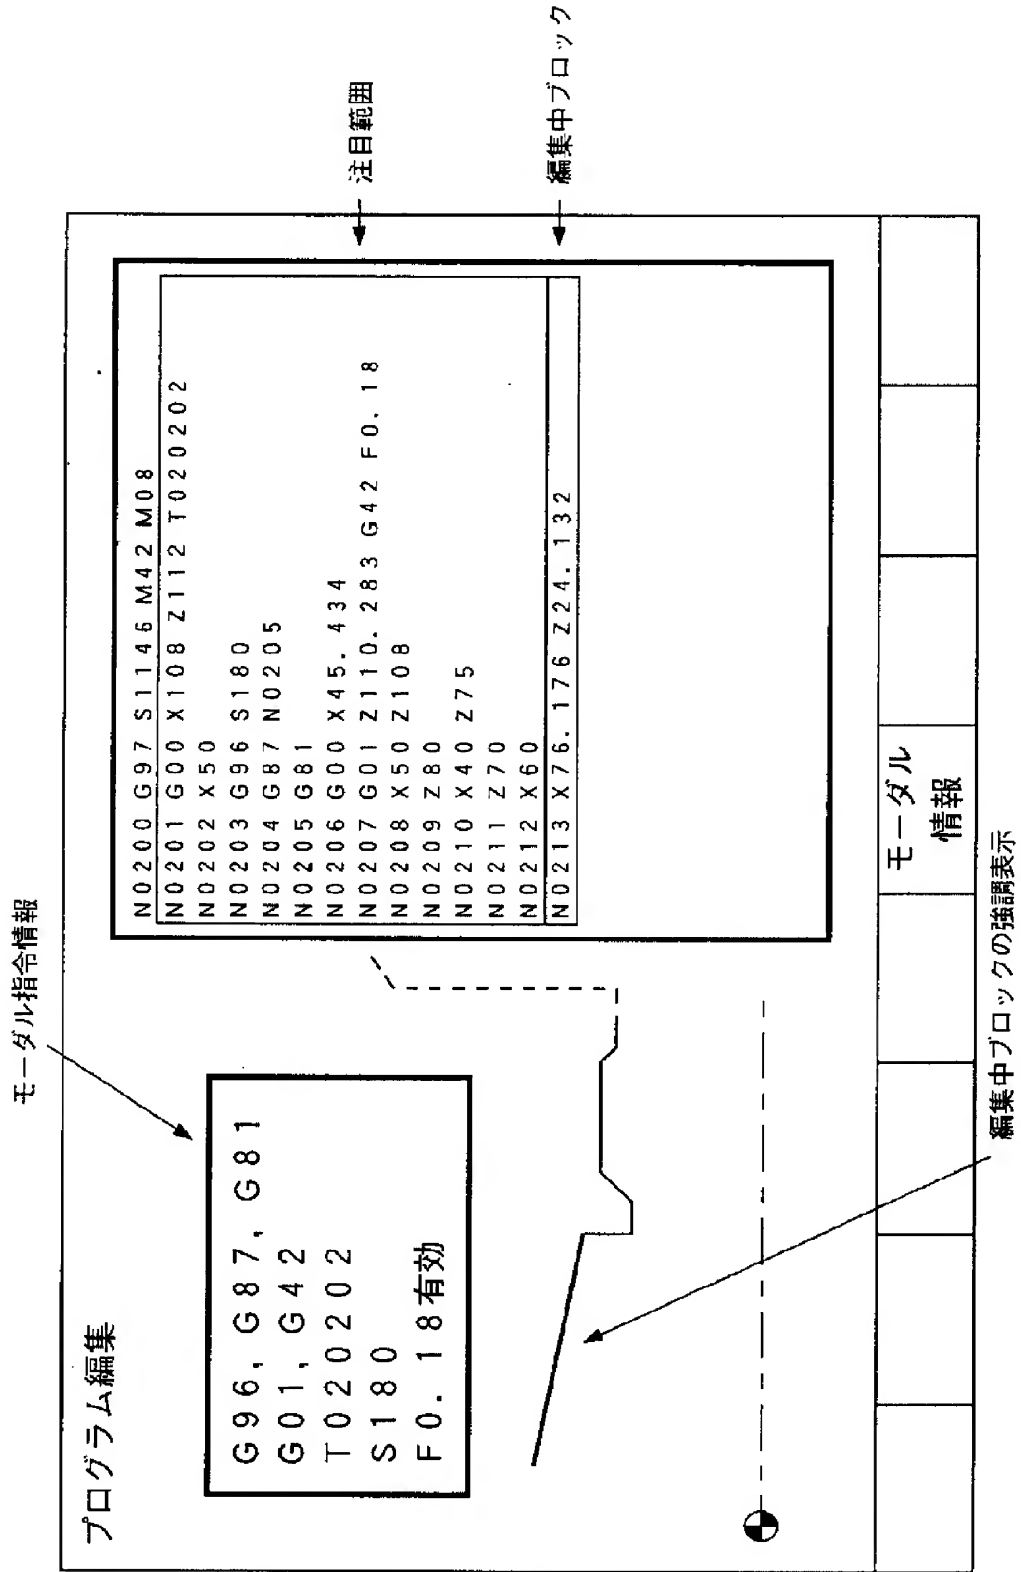 モーダル指令情報
プログラム編集
G96, G87, G81
G01, G42
T020202
S180
F0.18有効
N0200 G97 S1146 M42 M08
N0201 G00 X108 Z112 T020202
N0202 X50
N0203 G96 S180
N0204 G87 N0205
N0205 G81
N0206 G00 X45.434
N0207 G01 Z110.283 G42 F0.18
N0208 X50 Z108
N0209 Z80
N0210 X40 Z75
N0211 Z70
N0212 X60
N0213 X76.176 Z24.132
注目範囲
編集中ブロック
モーダル
情報
編集中ブロックの強調表示